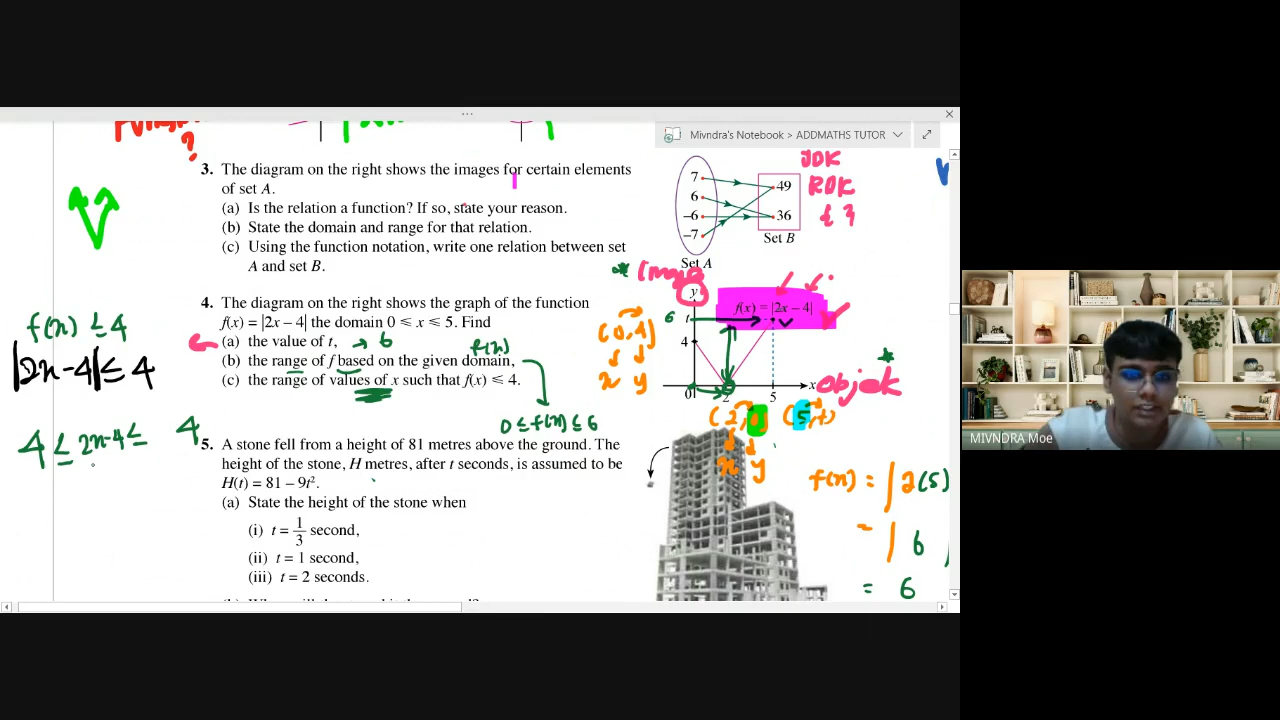 Mivndra's Notebook > ADDMATHS TUTOR
?
3. The diagram on the right shows the images for certain elements
of set A.
(a) Is the relation a function? If so, state your reason.
(b) State the domain and range for that relation.
(c) Using the function notation, write one relation between set
A and set B.
7
6
–6
–7
Set A
49
36
Set B
4. The diagram on the right shows the graph of the function
f(x) = |2x – 4| the domain 0 ⩽ x ⩽ 5. Find
(a) the value of t,
→ 6
(b) the range of f based on the given domain,
f(x)
(c) the range of values of x such that f(x) ⩽ 4.
0 ≤ f(x) ≤ 6
f(x) ≤ 4
|2x-4| ≤ 4
4 ≤ 2x-4 ≤ 4
y
f(x) = |2x – 4|
6 t
4
0 2 5 x
objek
(0,4)
x y
(2,0) (5,t)
x y
5. A stone fell from a height of 81 metres above the ground. The
height of the stone, H metres, after t seconds, is assumed to be
H(t) = 81 – 9t².
(a) State the height of the stone when
(i) t = 1/3 second,
(ii) t = 1 second,
(iii) t = 2 seconds.
f(x) = |2(5)
= | 6
= 6
MIVNDRA Moe